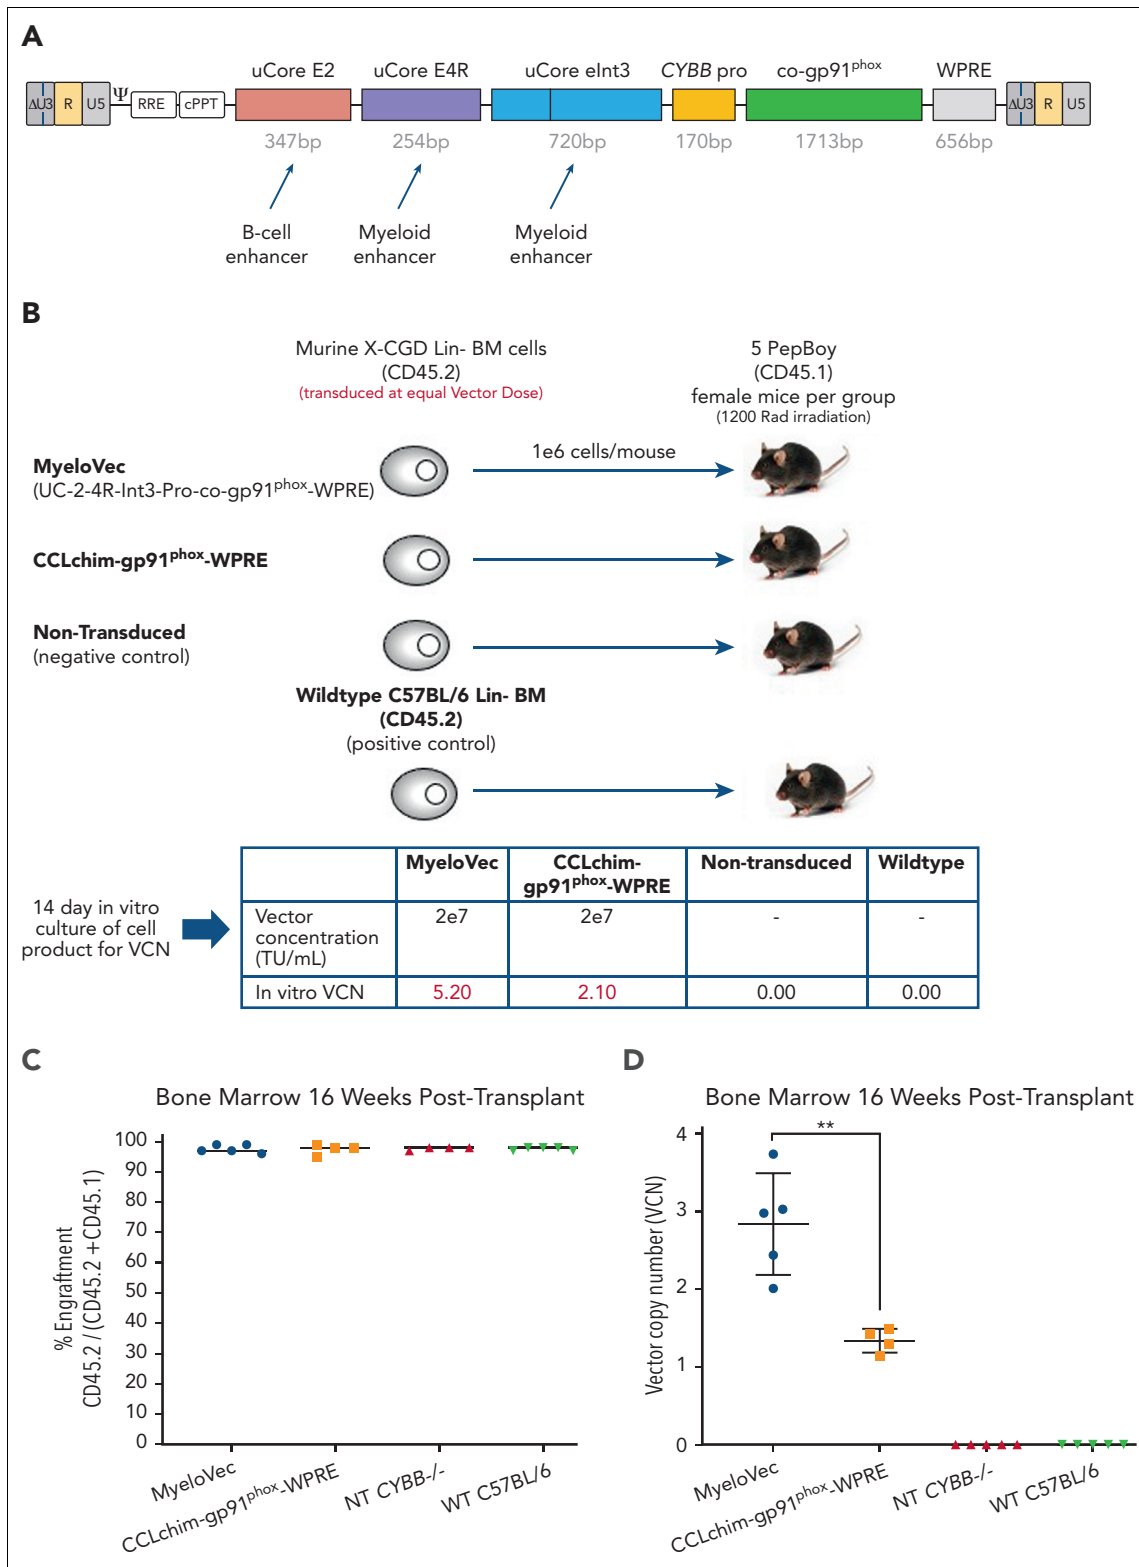 A
uCore E2 uCore E4R uCore eInt3 CYBB pro co-gp91phox WPRE
ΔU3 R U5 Ψ RRE cPPT ΔU3 R U5
347bp 254bp 720bp 170bp 1713bp 656bp
B-cell enhancer
Myeloid enhancer
Myeloid enhancer
B
Murine X-CGD Lin- BM cells
(CD45.2)
(transduced at equal Vector Dose)
5 PepBoy
(CD45.1)
female mice per group
(1200 Rad irradiation)
MyeloVec
(UC-2-4R-Int3-Pro-co-gp91phox-WPRE)
1e6 cells/mouse
CCLchim-gp91phox-WPRE
Non-Transduced
(negative control)
Wildtype C57BL/6 Lin- BM
(CD45.2)
(positive control)
14 day in vitro
culture of cell
product for VCN
MyeloVec CCLchim-gp91phox-WPRE Non-transduced Wildtype
Vector concentration (TU/mL) 2e7 2e7 - -
In vitro VCN 5.20 2.10 0.00 0.00
C
Bone Marrow 16 Weeks Post-Transplant
% Engraftment
CD45.2 / (CD45.2 +CD45.1)
100
90
80
70
60
50
40
30
20
10
0
MyeloVec
CCLchim-gp91phox-WPRE
NT CYBB-/-
WT C57BL/6
D
Bone Marrow 16 Weeks Post-Transplant
**
Vector copy number (VCN)
4
3
2
1
0
MyeloVec
CCLchim-gp91phox-WPRE
NT CYBB-/-
WT C57BL/6